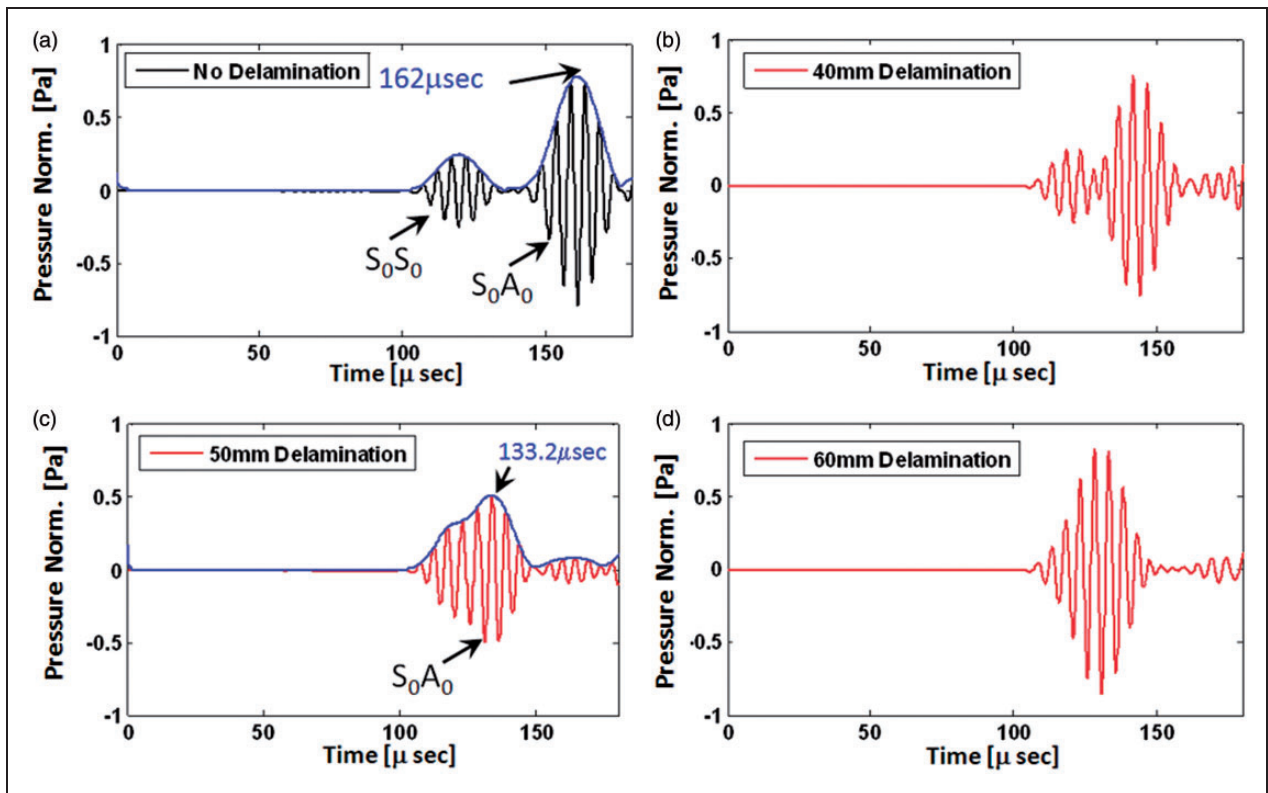 (a)
Pressure Norm. [Pa]
1
0.5
0
-0.5
-1
No Delamination
162μsec
S₀S₀
S₀A₀
0
50
100
150
Time [μ sec]
(b)
Pressure Norm. [Pa]
1
0.5
0
-0.5
-1
40mm Delamination
0
50
100
150
Time [μ sec]
(c)
Pressure Norm. [Pa]
1
0.5
0
-0.5
-1
50mm Delamination
133.2μsec
S₀A₀
0
50
100
150
Time [μ sec]
(d)
Pressure Norm. [Pa]
1
0.5
0
-0.5
-1
60mm Delamination
0
50
100
150
Time [μ sec]